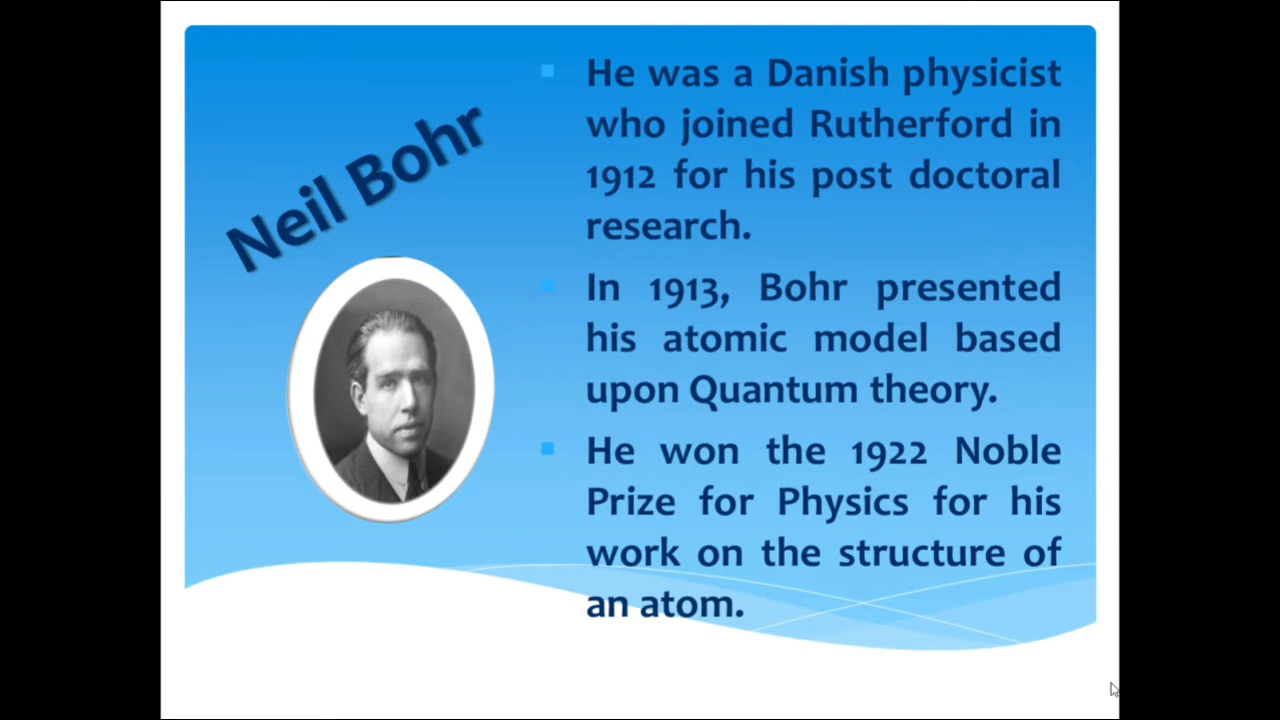 Neil Bohr
He was a Danish physicist
who joined Rutherford in
1912 for his post doctoral
research.
In 1913, Bohr presented
his atomic model based
upon Quantum theory.
He won the 1922 Noble
Prize for Physics for his
work on the structure of
an atom.